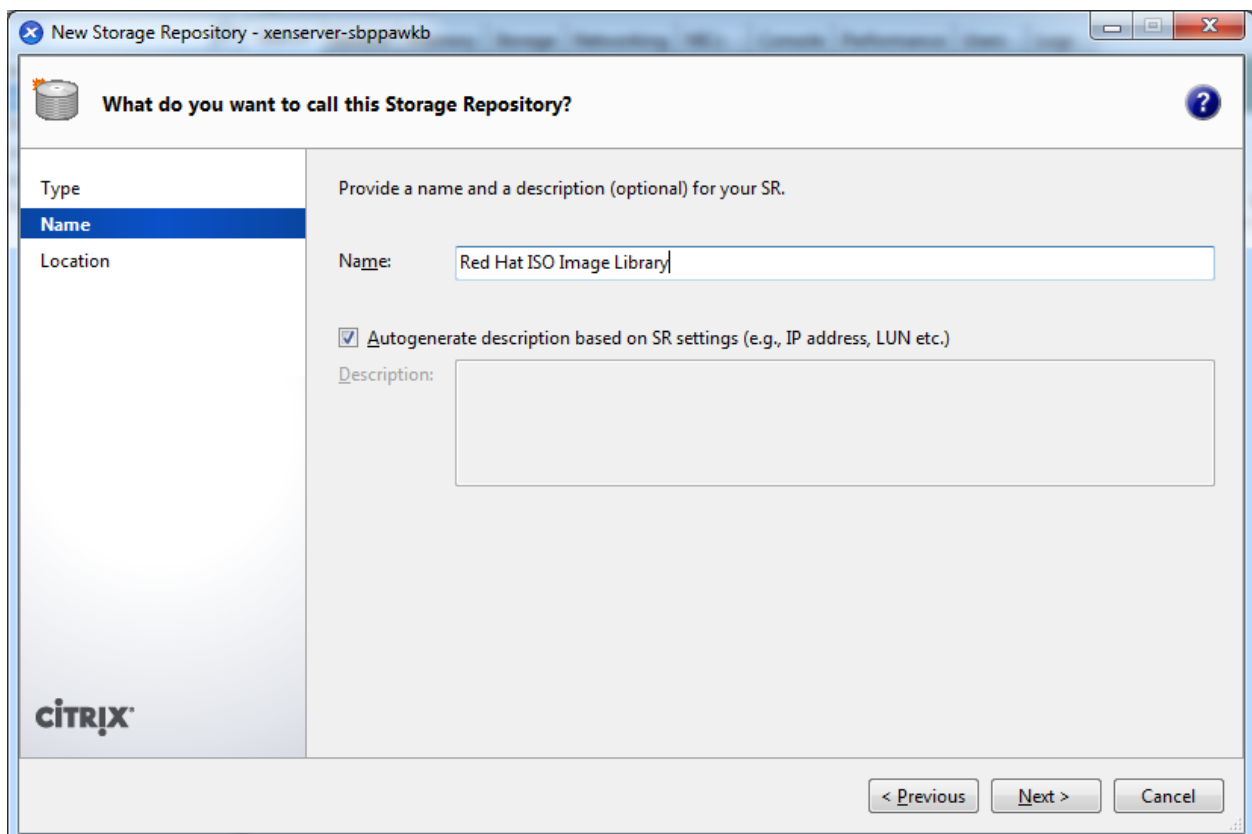 New Storage Repository - xenserver-sbppawkb
What do you want to call this Storage Repository?
Type
Name
Location
Provide a name and a description (optional) for your SR.
Name: Red Hat ISO Image Library
Autogenerate description based on SR settings (e.g., IP address, LUN etc.)
Description:
CITRIX
< Previous Next > Cancel